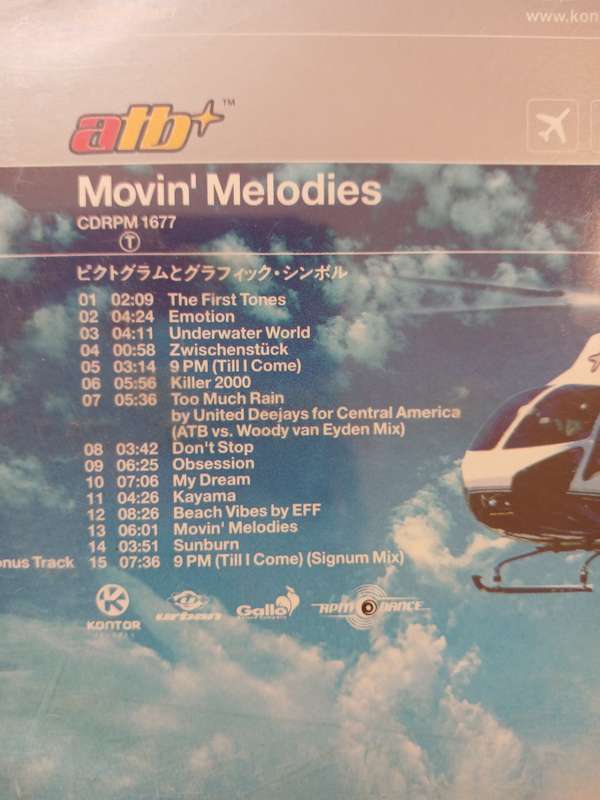 www.kon
atb™
Movin' Melodies
CDRPM 1677
T
ピクトグラムとグラフィック・シンボル
01 02:09 The First Tones
02 04:24 Emotion
03 04:11 Underwater World
04 00:58 Zwischenstück
05 03:14 9 PM (Till I Come)
06 05:56 Killer 2000
07 05:36 Too Much Rain
by United Deejays for Central America
(ATB vs. Woody van Eyden Mix)
08 03:42 Don't Stop
09 06:25 Obsession
10 07:06 My Dream
11 04:26 Kayama
12 08:26 Beach Vibes by EFF
13 06:01 Movin' Melodies
14 03:51 Sunburn
onus Track 15 07:36 9 PM (Till I Come) (Signum Mix)
KONTOR urban Gallo RPM DANCE
RECORDS